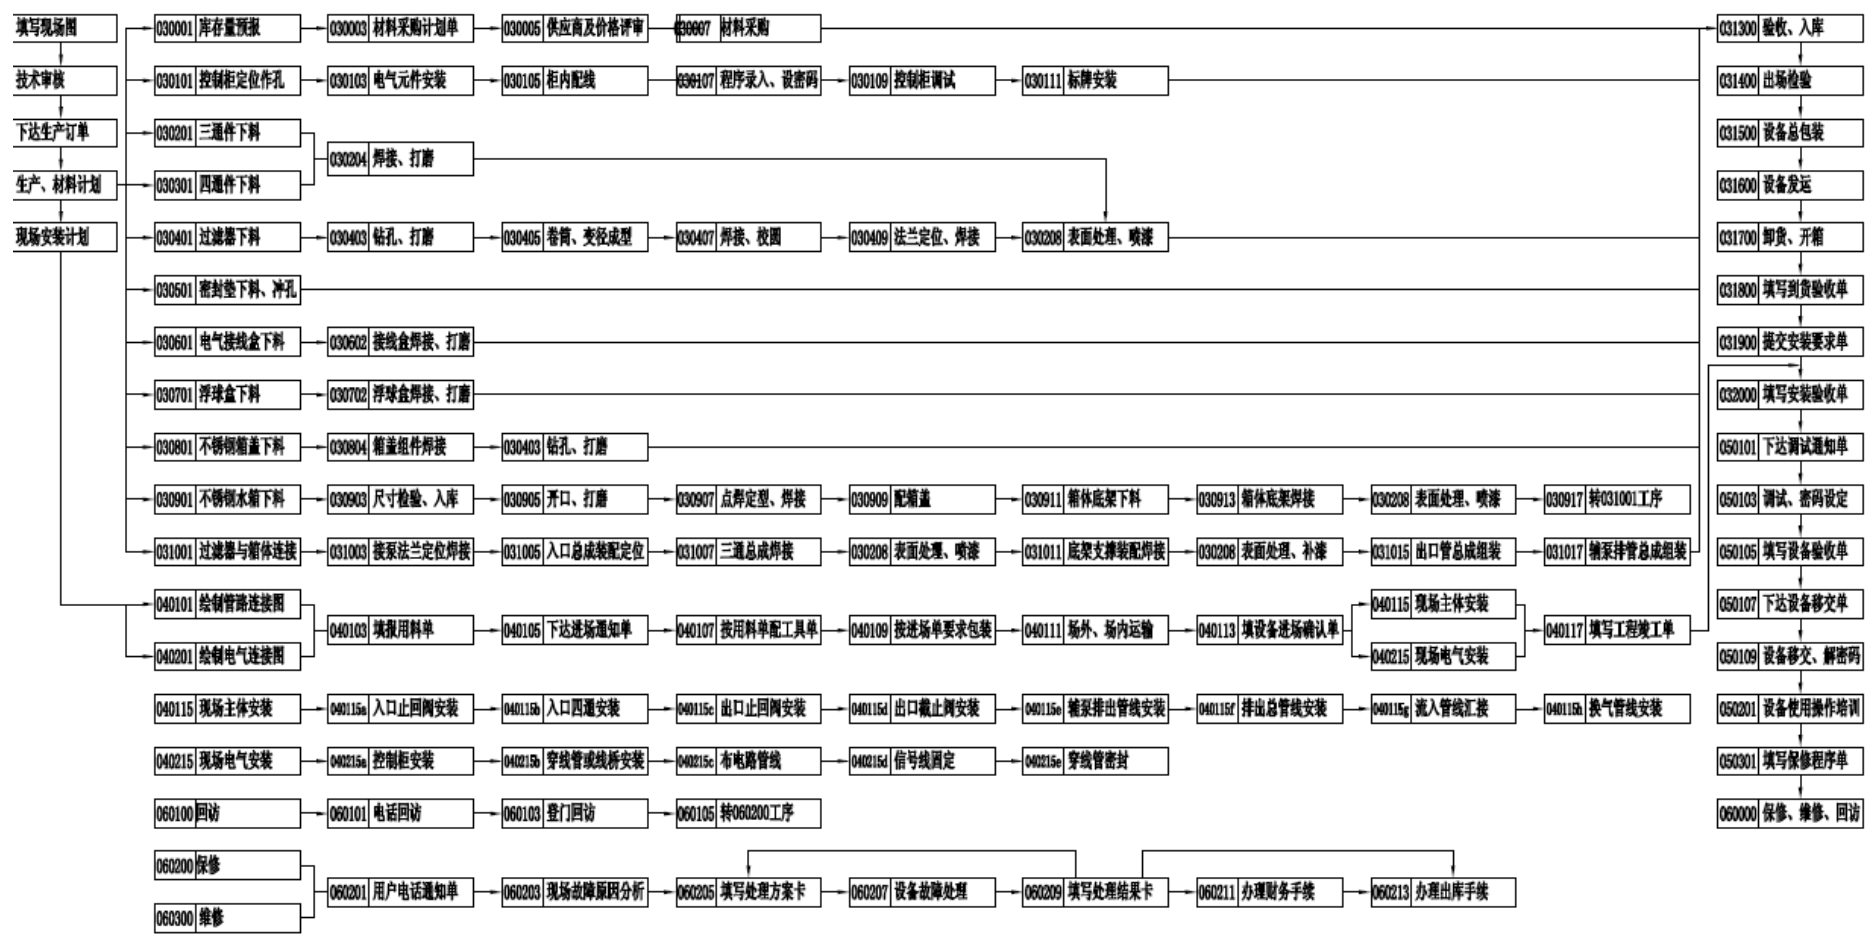 填写现场图 030001 库存量预报 030003 材料采购计划单 030005 供应商及价格评审 030007 材料采购 031300 验收、入库
技术审核 030101 控制柜定位作孔 030103 电气元件安装 030105 柜内配线 030107 程序录入、设密码 030109 控制柜调试 030111 标牌安装 031400 出场检验
下达生产订单 030201 三通件下料 031500 设备总包装
030204 焊接、打磨
生产、材料计划 030301 四通件下料 031600 设备发运
现场安装计划 030401 过滤器下料 030403 钻孔、打磨 030405 卷筒、变径成型 030407 焊接、校圆 030409 法兰定位、焊接 030208 表面处理、喷漆 031700 卸货、开箱
030501 密封垫下料、冲孔 031800 填写到货验收单
030601 电气接线盒下料 030602 接线盒焊接、打磨 031900 提交安装要求单
030701 浮球盒下料 030702 浮球盒焊接、打磨 032000 填写安装验收单
030801 不锈钢箱盖下料 030804 箱盖组件焊接 030403 钻孔、打磨 050101 下达调试通知单
030901 不锈钢水箱下料 030903 尺寸检验、入库 030905 开口、打磨 030907 点焊定型、焊接 030909 配箱盖 030911 箱体底架下料 030913 箱体底架焊接 030208 表面处理、喷漆 030917 转031001工序 050103 调试、密码设定
031001 过滤器与箱体连接 031003 接泵法兰定位焊接 031005 入口总成装配定位 031007 三通总成焊接 030208 表面处理、喷漆 031011 底架支撑装配焊接 030208 表面处理、补漆 031015 出口管总成组装 031017 辅泵排管总成组装 050105 填写设备验收单
040101 绘制管路连接图 040115 现场主体安装 050107 下达设备移交单
040103 填报用料单 040105 下达进场通知单 040107 按用料单配工具单 040109 按进场单要求包装 040111 场外、场内运输 040113 填设备进场确认单 040117 填写工程竣工单
040201 绘制电气连接图 040215 现场电气安装 050109 设备移交、解密码
040115 现场主体安装 040115a 入口止回阀安装 040115b 入口四通安装 040115c 出口止回阀安装 040115d 出口截止阀安装 040115e 辅泵排出管线安装 040115f 排出总管线安装 040115g 流入管线汇接 040115h 换气管线安装 050201 设备使用操作培训
040215 现场电气安装 040215a 控制柜安装 040215b 穿线管或线桥安装 040215c 布电路管线 040215d 信号线固定 040215e 穿线管密封 050301 填写保修程序单
060100 回访 060101 电话回访 060103 登门回访 060105 转060200工序 060000 保修、维修、回访
060200 保修
060201 用户电话通知单 060203 现场故障原因分析 060205 填写处理方案卡 060207 设备故障处理 060209 填写处理结果卡 060211 办理财务手续 060213 办理出库手续
060300 维修